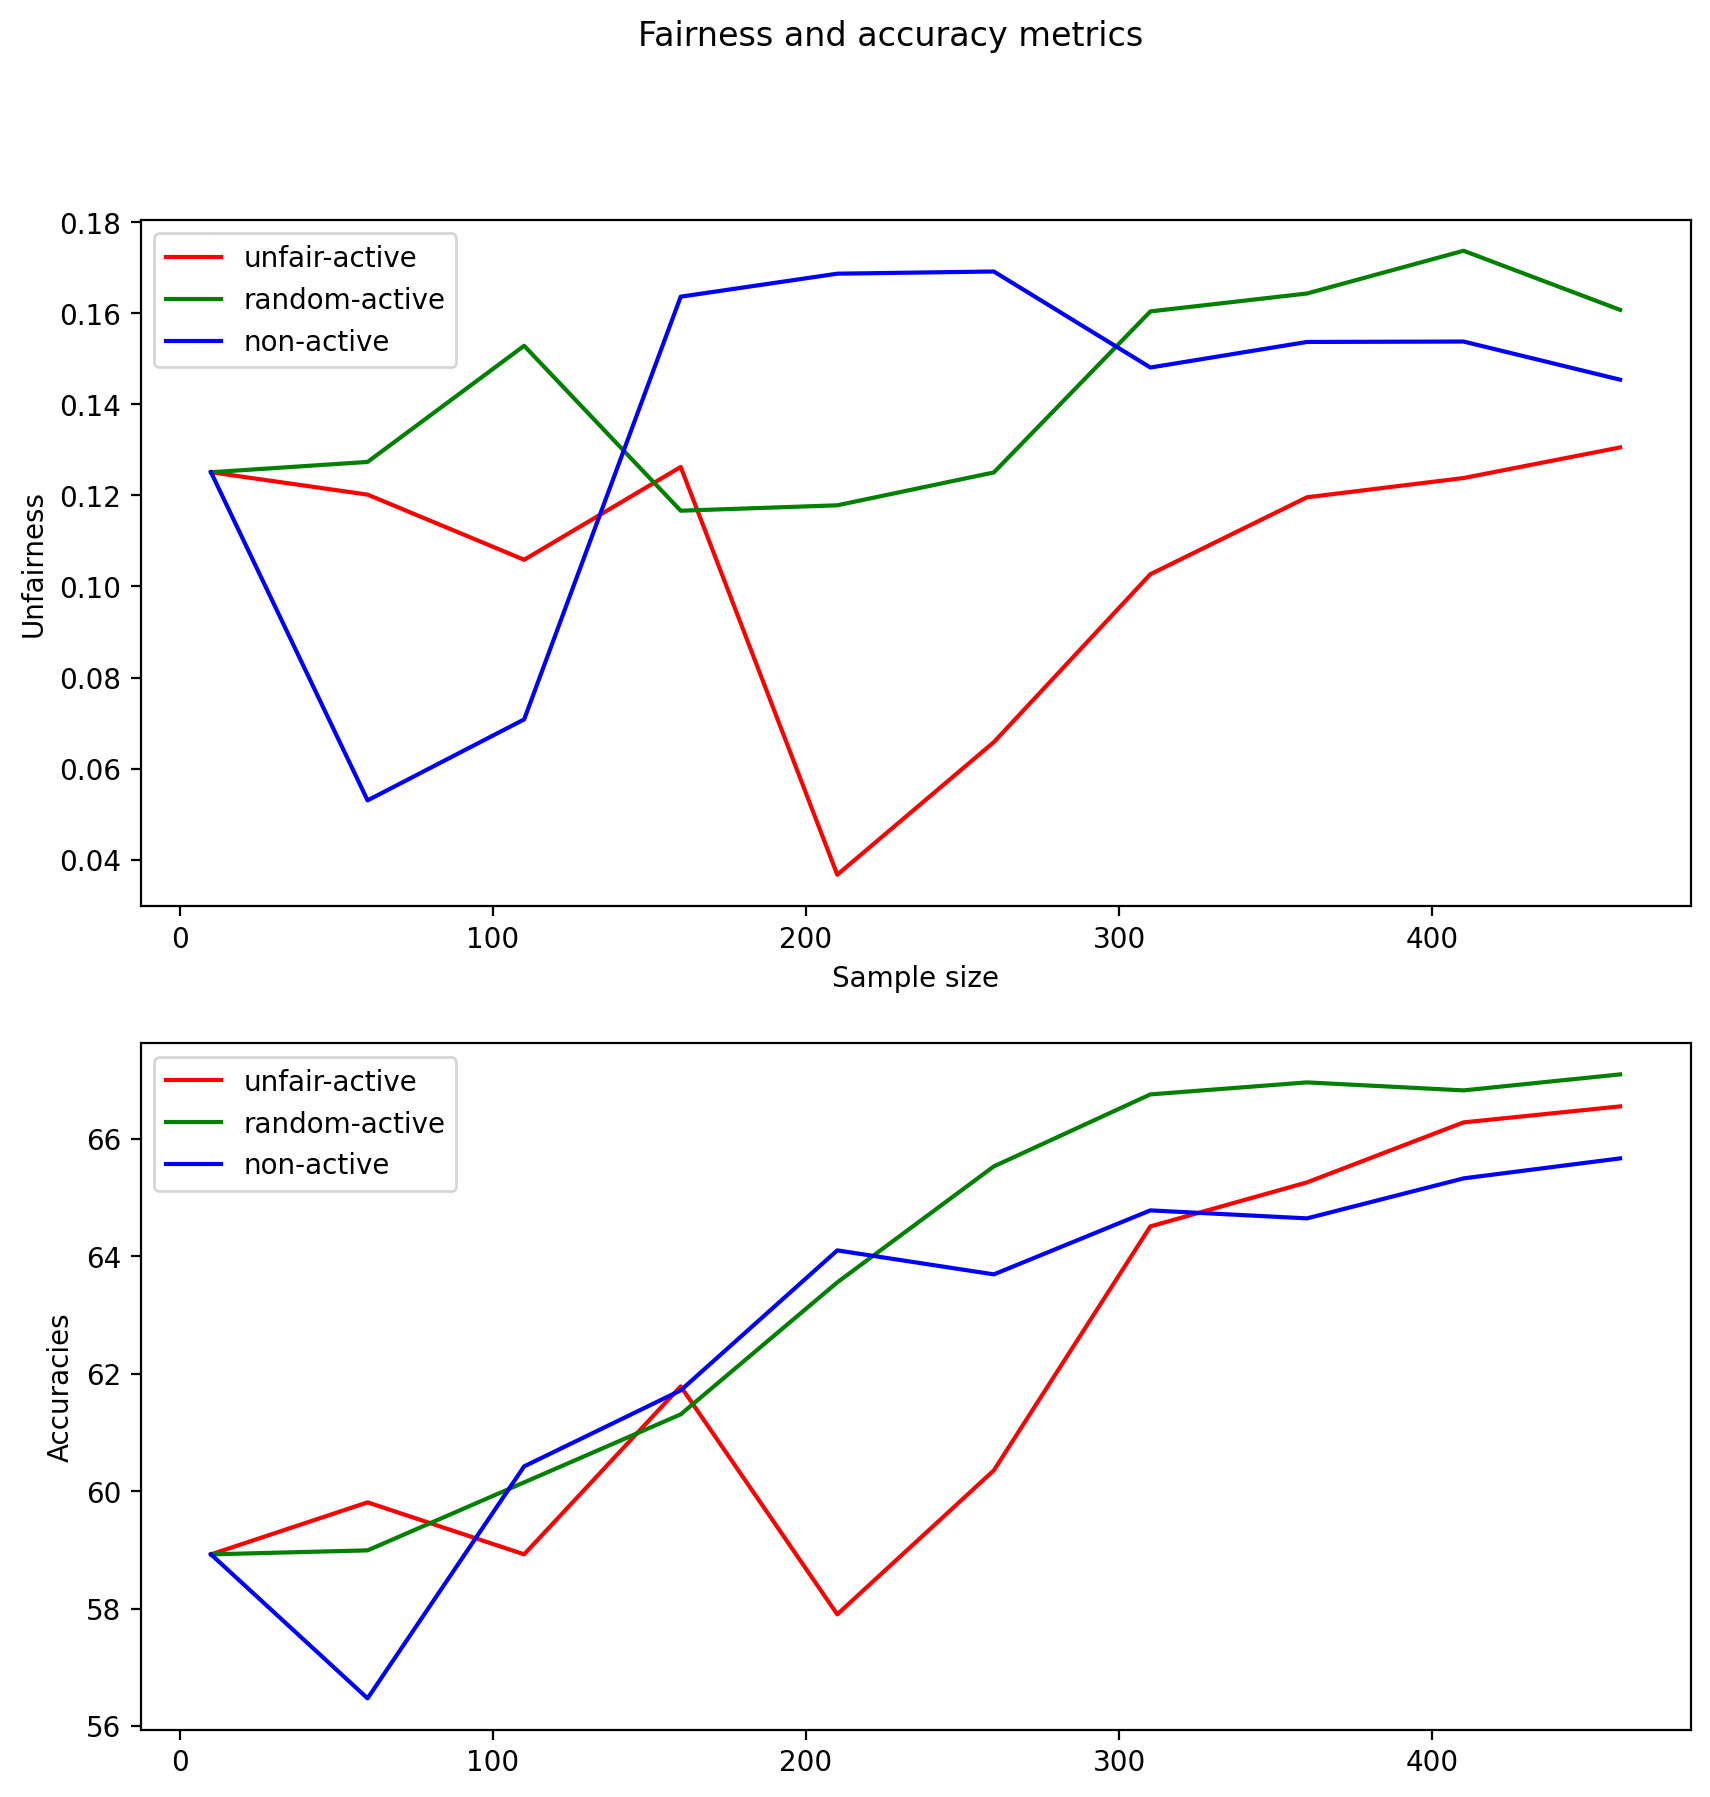 Fairness and accuracy metrics
0.18
0.16
0.14
0.12
0.10
0.08
0.06
0.04
Unfairness
unfair-active
random-active
non-active
0 100 200 300 400
Sample size
66
64
62
60
58
56
Accuracies
unfair-active
random-active
non-active
0 100 200 300 400